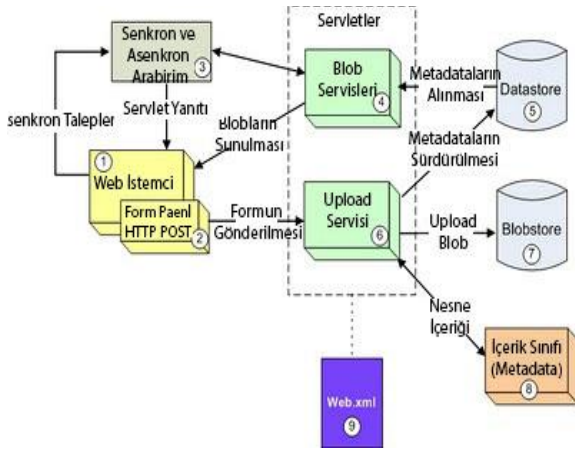 Servletler
Senkron ve
Asenkron
Arabirim
3
Blob
Servisleri
4
Metadataların
Alınması
Datastore
5
senkron Talepler
Servlet Yanıtı
Blobların
Sunulması
Metadataların
Sürdürülmesi
1
Web İstemci
Form Paenl
HTTP POST
2
Formun
Gönderilmesi
Upload
Servisi
6
Upload
Blob
Blobstore
7
Nesne
İçeriği
İçerik Sınıfı
(Metadata)
8
Web.xml
9